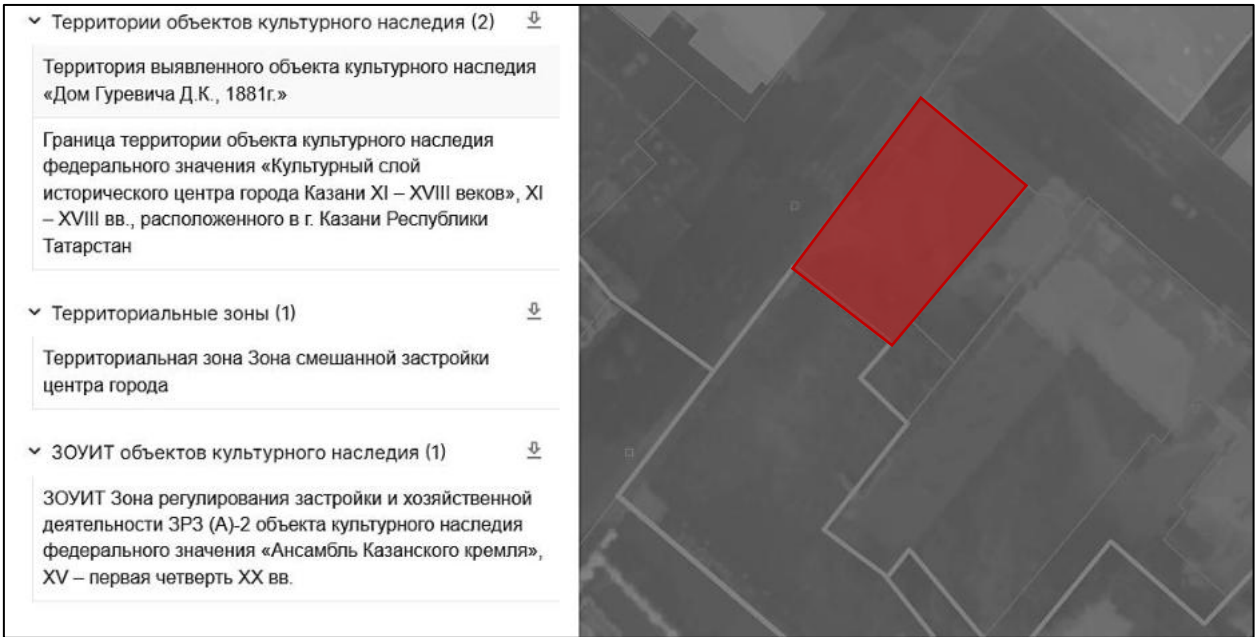 Территории объектов культурного наследия (2)
Территория выявленного объекта культурного наследия
«Дом Гуревича Д.К., 1881г.»
Граница территории объекта культурного наследия
федерального значения «Культурный слой
исторического центра города Казани XI – XVIII веков», XI
– XVIII вв., расположенного в г. Казани Республики
Татарстан
Территориальные зоны (1)
Территориальная зона Зона смешанной застройки
центра города
ЗОУИТ объектов культурного наследия (1)
ЗОУИТ Зона регулирования застройки и хозяйственной
деятельности ЗРЗ (А)-2 объекта культурного наследия
федерального значения «Ансамбль Казанского кремля»,
XV – первая четверть XX вв.